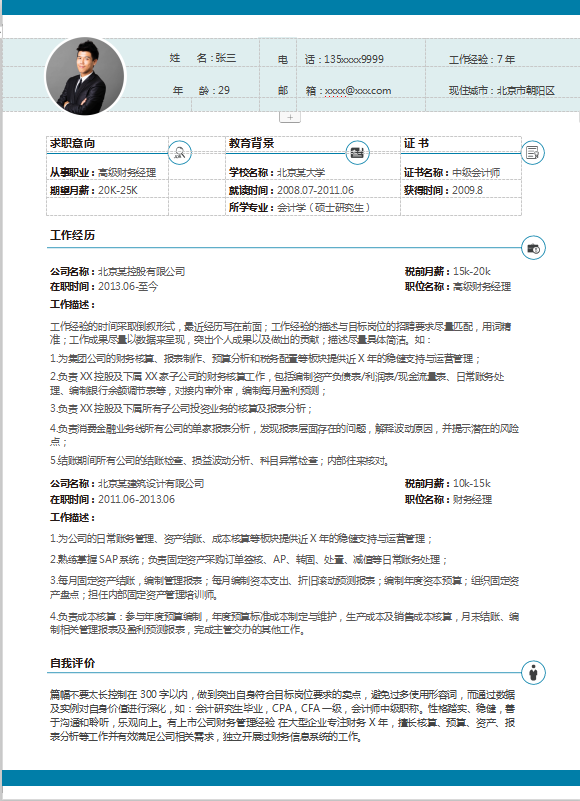 姓 名：张三 电 话：135xxxx9999 工作经验：7 年
年 龄：29 邮 箱：xxxx@xxx.com 现住城市：北京市朝阳区
求职意向 教育背景 证 书
从事职业：高级财务经理 学校名称：北京某大学 证书名称：中级会计师
期望月薪：20K-25K 就读时间：2008.07-2011.06 获得时间：2009.8
所学专业：会计学（硕士研究生）
工作经历
公司名称：北京某控股有限公司 税前月薪：15k-20k
在职时间：2013.06-至今 职位名称：高级财务经理
工作描述：
工作经验的时间采取倒叙形式，最近经历写在前面；工作经验的描述与目标岗位的招聘要求尽量匹配，用词精
准；工作成果尽量以数据来呈现，突出个人成果以及做出的贡献；描述尽量具体简洁。如：
1.为集团公司的财务核算、报表制作、预算分析和税务配置等板块提供近 X 年的稳健支持与运营管理；
2.负责 XX 控股及下属 XX 家子公司的财务核算工作，包括编制资产负债表/利润表/现金流量表、日常账务处
理、编制银行余额调节表等，对接内审外审，编制每月盈利预测；
3.负责 XX 控股及下属所有子公司投资业务的核算及报表分析；
4.负责消费金融业务线所有公司的单家报表分析，发现报表层面存在的问题，解释波动原因，并提示潜在的风险
点；
5.结账期间所有公司的结账检查、损益波动分析、科目异常检查；内部往来核对。
公司名称：北京某建筑设计有限公司 税前月薪：10k-15k
在职时间：2011.06-2013.06 职位名称：财务经理
工作描述：
1.为公司的日常账务管理、资产结账、成本核算等板块提供近 X 年的稳健支持与运营管理；
2.熟练掌握 SAP 系统；负责固定资产采购订单签核、AP、转固、处置、减值等日常账务处理；
3.每月固定资产结账，编制管理报表；每月编制资本支出、折旧滚动预测报表；编制年度资本预算；组织固定资
产盘点；担任内部固定资产管理培训师。
4.负责成本核算：参与年度预算编制，年度预算标准成本制定与维护，生产成本及销售成本核算，月末结账、编
制相关管理报表及盈利预测报表，完成主管交办的其他工作。
自我评价
篇幅不要太长控制在 300 字以内，做到突出自身符合目标岗位要求的卖点，避免过多使用形容词，而通过数据
及实例对自身价值进行深化，如：会计研究生毕业，CPA，CFA 一级，会计师中级职称。性格踏实、稳健，善
于沟通和聆听，乐观向上。有上市公司财务管理经验 在大型企业专注财务 X 年，擅长核算、预算、资产、报
表分析等工作并有效满足公司相关需求，独立开展过财务信息系统的工作。